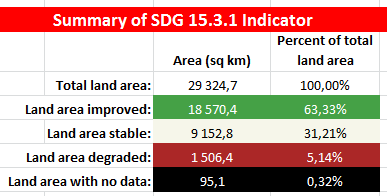 Summary of SDG 15.3.1 Indicator
Area (sq km) Percent of total land area
Total land area: 29 324,7 100,00%
Land area improved: 18 570,4 63,33%
Land area stable: 9 152,8 31,21%
Land area degraded: 1 506,4 5,14%
Land area with no data: 95,1 0,32%